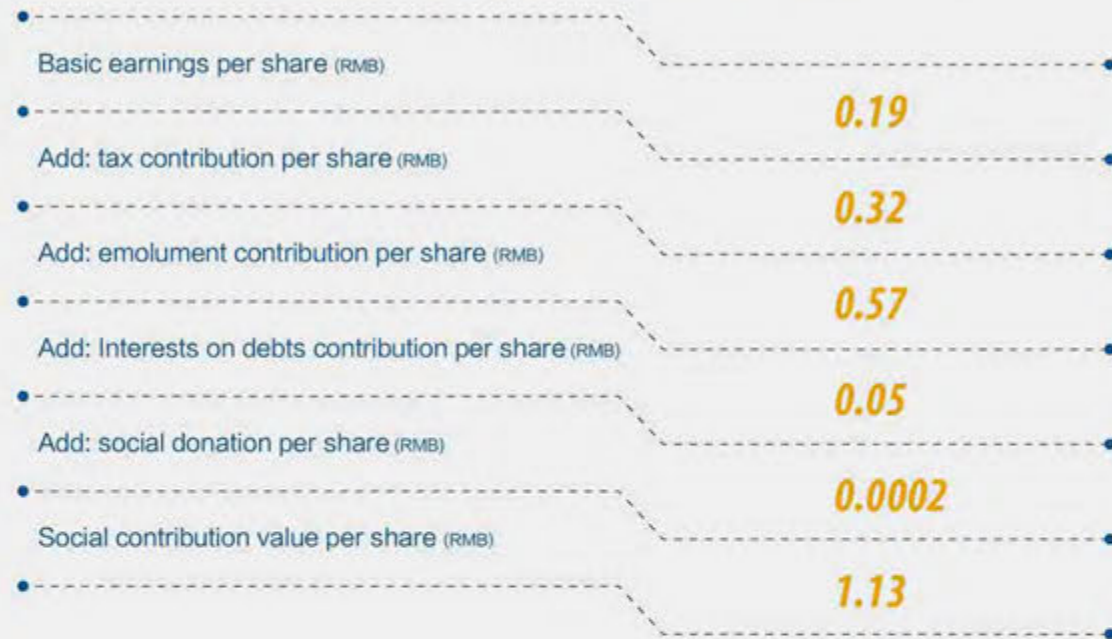 Basic earnings per share (RMB)
0.19
Add: tax contribution per share (RMB)
0.32
Add: emolument contribution per share (RMB)
0.57
Add: Interests on debts contribution per share (RMB)
0.05
Add: social donation per share (RMB)
0.0002
Social contribution value per share (RMB)
1.13